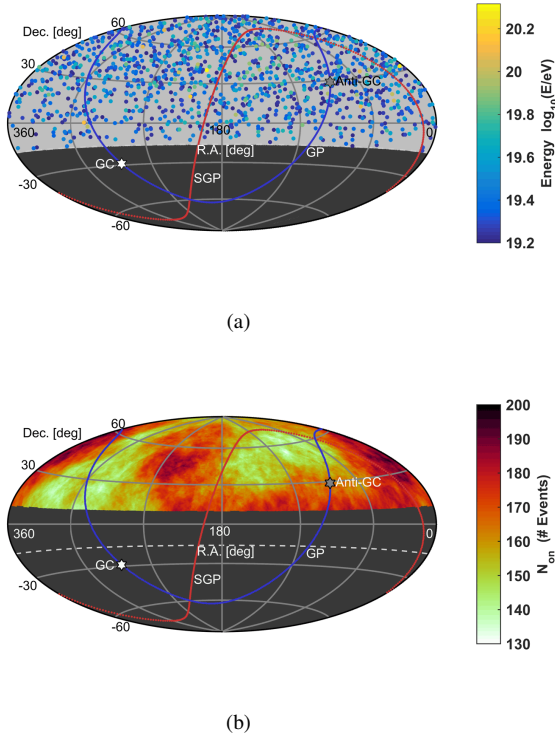 60
Dec. [deg]
30
Anti-GC
360
180
0
R.A. [deg]
GC
GP
-30
SGP
-60
20.2
20
19.8
19.6
19.4
19.2
Energy log₁₀(E/eV)
(a)
60
Dec. [deg]
30
Anti-GC
360
180
0
R.A. [deg]
GC
GP
-30
SGP
-60
200
190
180
170
160
150
140
130
N_on (# Events)
(b)